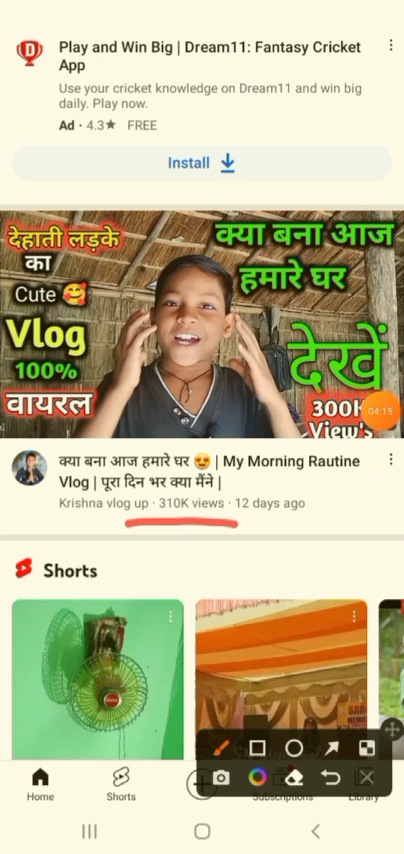 Play and Win Big | Dream11: Fantasy Cricket
App
Use your cricket knowledge on Dream11 and win big
daily. Play now.
Ad · 4.3★ FREE
Install
देहाती लड़के
का
Cute
Vlog
100%
वायरल
क्या बना आज
हमारे घर
देखें
300K
View's
04:15
क्या बना आज हमारे घर 😍 | My Morning Rautine
Vlog | पूरा दिन भर क्या मैंने |
Krishna vlog up · 310K views · 12 days ago
Shorts
Home
Shorts
Subscriptions
Library